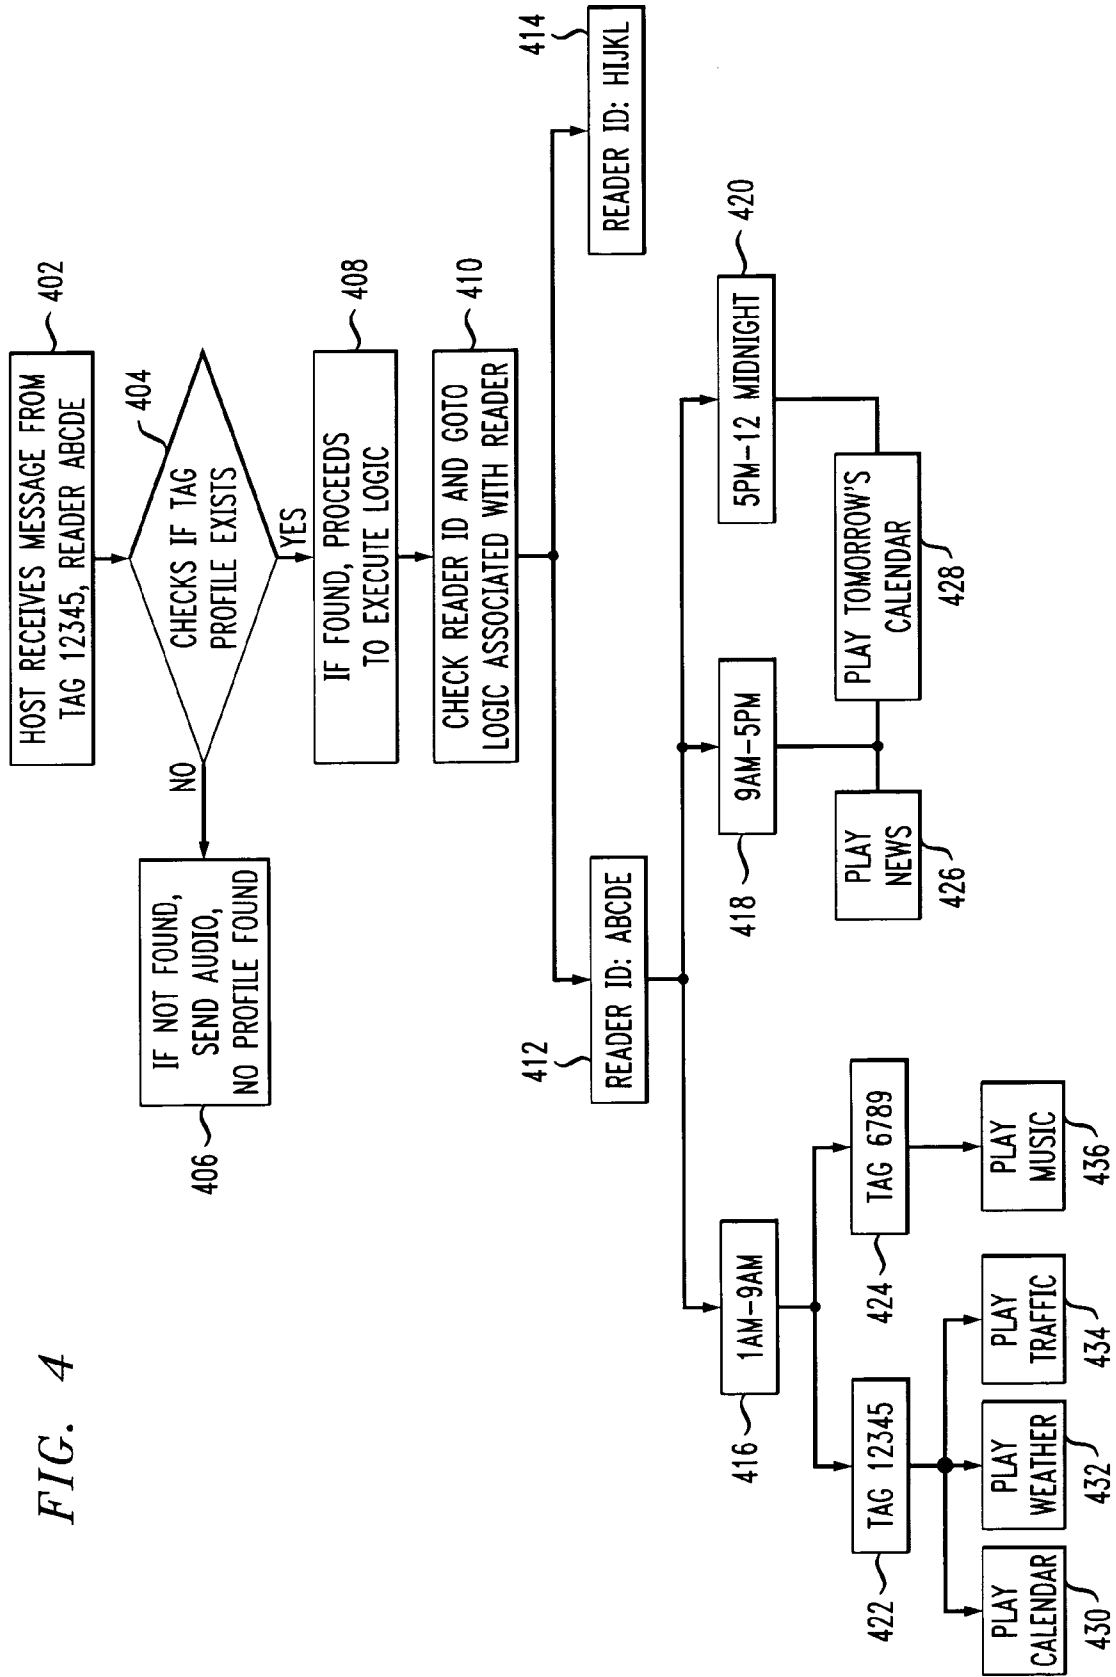 FIG. 4
HOST RECEIVES MESSAGE FROM
TAG 12345, READER ABCDE
402
CHECKS IF TAG
PROFILE EXISTS
404
NO
YES
IF NOT FOUND,
SEND AUDIO,
NO PROFILE FOUND
406
IF FOUND, PROCEEDS
TO EXECUTE LOGIC
408
CHECK READER ID AND GOTO
LOGIC ASSOCIATED WITH READER
410
READER ID: ABCDE
412
READER ID: HIJKL
414
1AM-9AM
416
9AM-5PM
418
5PM-12 MIDNIGHT
420
TAG 12345
422
TAG 6789
424
PLAY
NEWS
426
PLAY TOMORROW'S
CALENDAR
428
PLAY
CALENDAR
430
PLAY
WEATHER
432
PLAY
TRAFFIC
434
PLAY
MUSIC
436